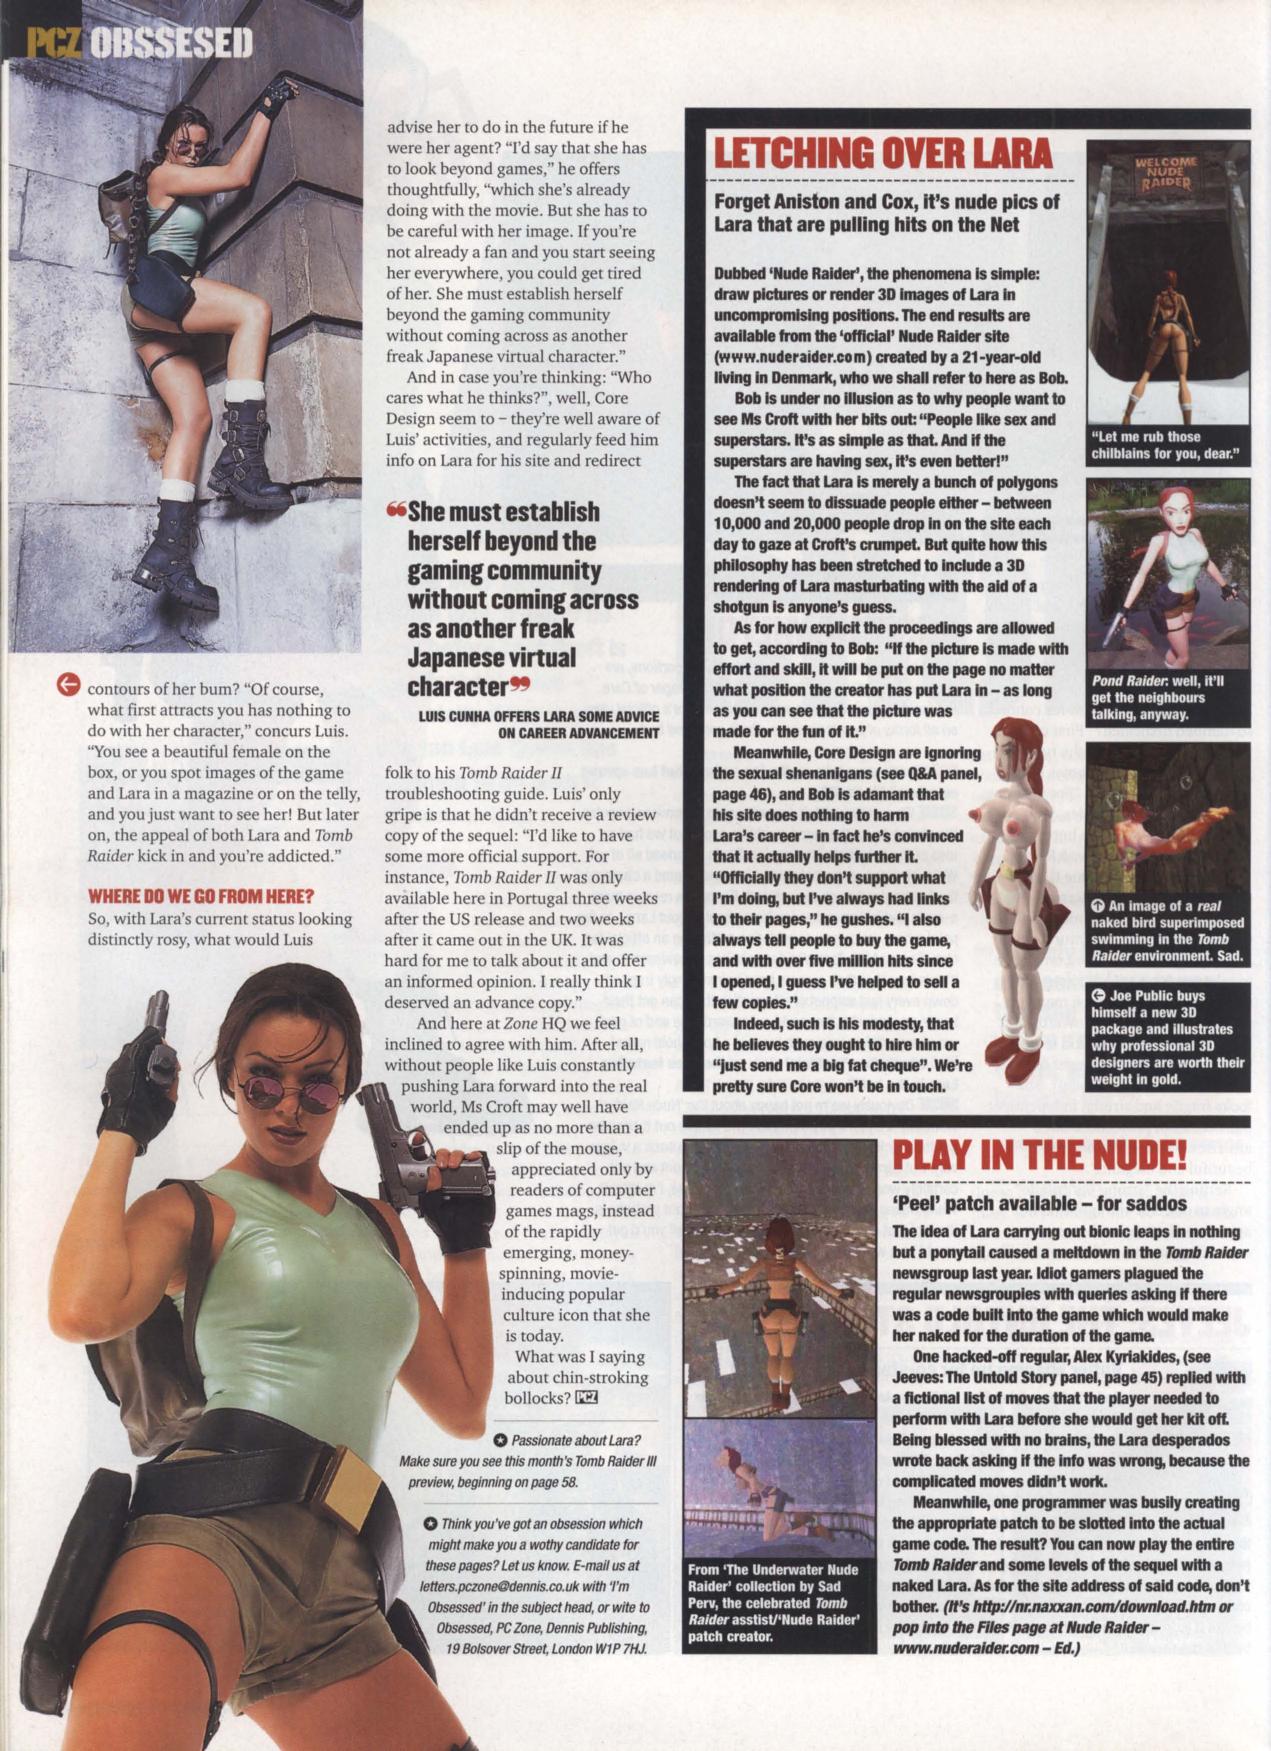 PCZ OBSSESED
contours of her bum? “Of course,
what first attracts you has nothing to
do with her character,” concurs Luis.
“You see a beautiful female on the
box, or you spot images of the game
and Lara in a magazine or on the telly,
and you just want to see her! But later
on, the appeal of both Lara and Tomb
Raider kick in and you’re addicted.”
WHERE DO WE GO FROM HERE?
So, with Lara’s current status looking
distinctly rosy, what would Luis
advise her to do in the future if he
were her agent? “I’d say that she has
to look beyond games,” he offers
thoughtfully, “which she’s already
doing with the movie. But she has to
be careful with her image. If you’re
not already a fan and you start seeing
her everywhere, you could get tired
of her. She must establish herself
beyond the gaming community
without coming across as another
freak Japanese virtual character.”
And in case you’re thinking: “Who
cares what he thinks?”, well, Core
Design seem to – they’re well aware of
Luis’ activities, and regularly feed him
info on Lara for his site and redirect
“She must establish
herself beyond the
gaming community
without coming across
as another freak
Japanese virtual
character”
LUIS CUNHA OFFERS LARA SOME ADVICE
ON CAREER ADVANCEMENT
folk to his Tomb Raider II
troubleshooting guide. Luis’ only
gripe is that he didn’t receive a review
copy of the sequel: “I’d like to have
some more official support. For
instance, Tomb Raider II was only
available here in Portugal three weeks
after the US release and two weeks
after it came out in the UK. It was
hard for me to talk about it and offer
an informed opinion. I really think I
deserved an advance copy.”
And here at Zone HQ we feel
inclined to agree with him. After all,
without people like Luis constantly
pushing Lara forward into the real
world, Ms Croft may well have
ended up as no more than a
slip of the mouse,
appreciated only by
readers of computer
games mags, instead
of the rapidly
emerging, money-
spinning, movie-
inducing popular
culture icon that she
is today.
What was I saying
about chin-stroking
bollocks? PCZ
Passionate about Lara?
Make sure you see this month’s Tomb Raider III
preview, beginning on page 58.
Think you’ve got an obsession which
might make you a wothy candidate for
these pages? Let us know. E-mail us at
letters.pczone@dennis.co.uk with ‘I’m
Obsessed’ in the subject head, or write to
Obsessed, PC Zone, Dennis Publishing,
19 Bolsover Street, London W1P 7HJ.
LETCHING OVER LARA
Forget Aniston and Cox, it’s nude pics of
Lara that are pulling hits on the Net
Dubbed ‘Nude Raider’, the phenomena is simple:
draw pictures or render 3D images of Lara in
uncompromising positions. The end results are
available from the ‘official’ Nude Raider site
(www.nuderaider.com) created by a 21-year-old
living in Denmark, who we shall refer to here as Bob.
Bob is under no illusion as to why people want to
see Ms Croft with her bits out: “People like sex and
superstars. It’s as simple as that. And if the
superstars are having sex, it’s even better!”
The fact that Lara is merely a bunch of polygons
doesn’t seem to dissuade people either – between
10,000 and 20,000 people drop in on the site each
day to gaze at Croft’s crumpet. But quite how this
philosophy has been stretched to include a 3D
rendering of Lara masturbating with the aid of a
shotgun is anyone’s guess.
As for how explicit the proceedings are allowed
to get, according to Bob: “If the picture is made with
effort and skill, it will be put on the page no matter
what position the creator has put Lara in – as long
as you can see that the picture was
made for the fun of it.”
Meanwhile, Core Design are ignoring
the sexual shenanigans (see Q&A panel,
page 46), and Bob is adamant that
his site does nothing to harm
Lara’s career – in fact he’s convinced
that it actually helps further it.
“Officially they don’t support what
I’m doing, but I’ve always had links
to their pages,” he gushes. “I also
always tell people to buy the game,
and with over five million hits since
I opened, I guess I’ve helped to sell a
few copies.”
Indeed, such is his modesty, that
he believes they ought to hire him or
“just send me a big fat cheque”. We’re
pretty sure Core won’t be in touch.
WELCOME
NUDE
RAIDER
“Let me rub those
chilblains for you, dear.”
Pond Raider: well, it’ll
get the neighbours
talking, anyway.
An image of a real
naked bird superimposed
swimming in the Tomb
Raider environment. Sad.
Joe Public buys
himself a new 3D
package and illustrates
why professional 3D
designers are worth their
weight in gold.
PLAY IN THE NUDE!
‘Peel’ patch available – for saddos
The idea of Lara carrying out bionic leaps in nothing
but a ponytail caused a meltdown in the Tomb Raider
newsgroup last year. Idiot gamers plagued the
regular newsgroupies with queries asking if there
was a code built into the game which would make
her naked for the duration of the game.
One hacked-off regular, Alex Kyriakides, (see
Jeeves: The Untold Story panel, page 45) replied with
a fictional list of moves that the player needed to
perform with Lara before she would get her kit off.
Being blessed with no brains, the Lara desperados
wrote back asking if the info was wrong, because the
complicated moves didn’t work.
Meanwhile, one programmer was busily creating
the appropriate patch to be slotted into the actual
game code. The result? You can now play the entire
Tomb Raider and some levels of the sequel with a
naked Lara. As for the site address of said code, don’t
bother. (It’s http://nr.naxxan.com/download.htm or
pop into the Files page at Nude Raider –
www.nuderaider.com – Ed.)
From ‘The Underwater Nude
Raider’ collection by Sad
Perv, the celebrated Tomb
Raider asstist/‘Nude Raider’
patch creator.